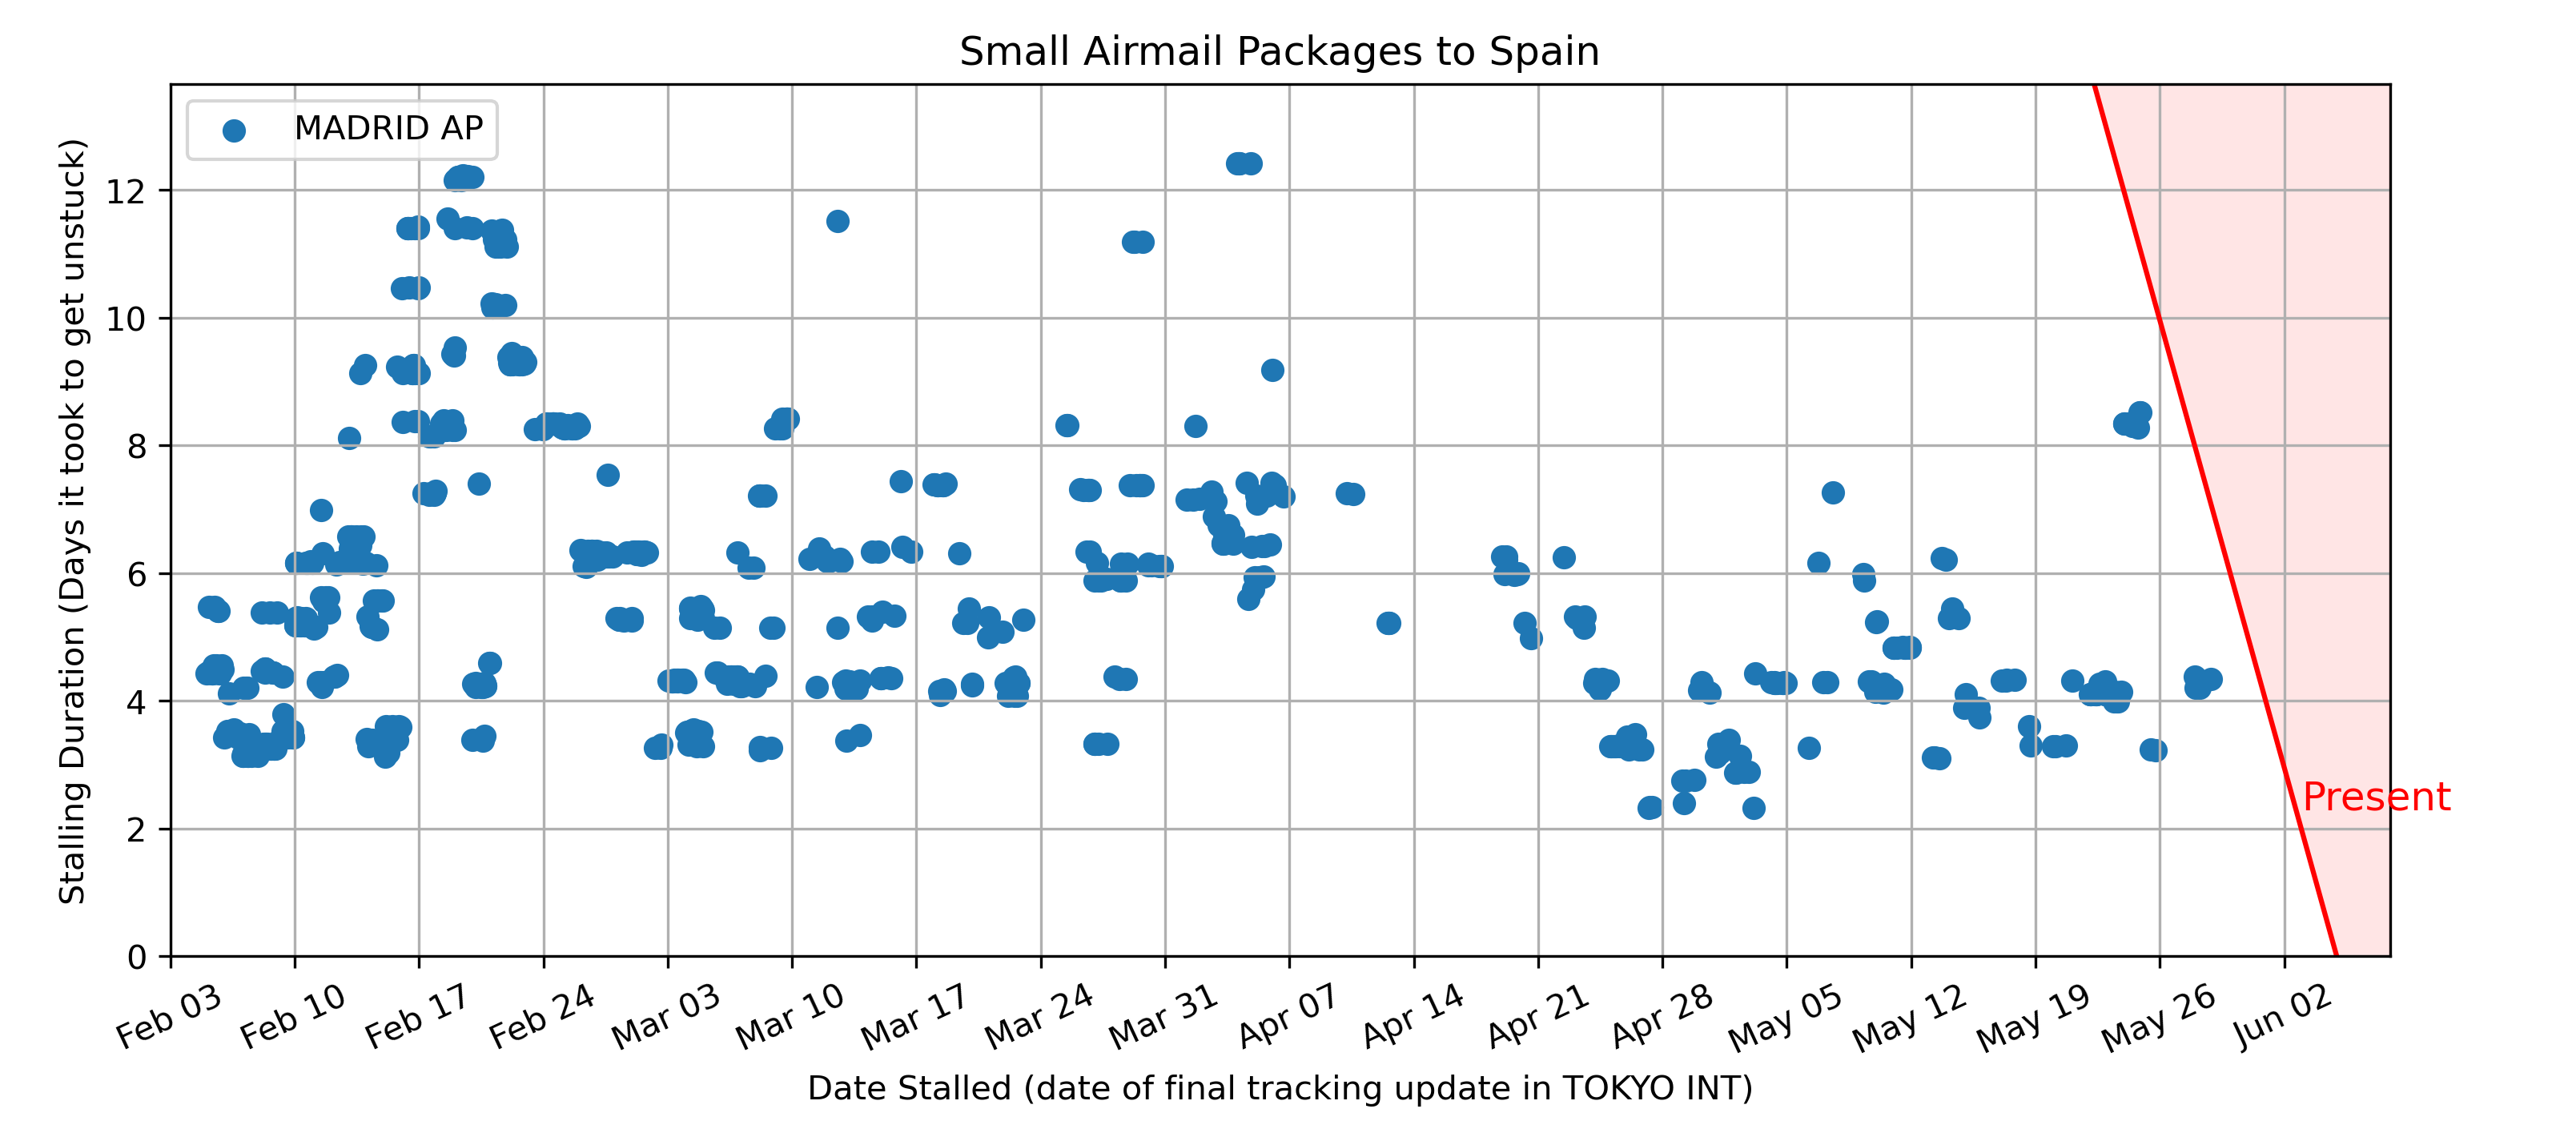 Small Airmail Packages to Spain
MADRID AP
Stalling Duration (Days it took to get unstuck)
12
10
8
6
4
2
0
Present
Feb 03
Feb 10
Feb 17
Feb 24
Mar 03
Mar 10
Mar 17
Mar 24
Mar 31
Apr 07
Apr 14
Apr 21
Apr 28
May 05
May 12
May 19
May 26
Jun 02
Date Stalled (date of final tracking update in TOKYO INT)